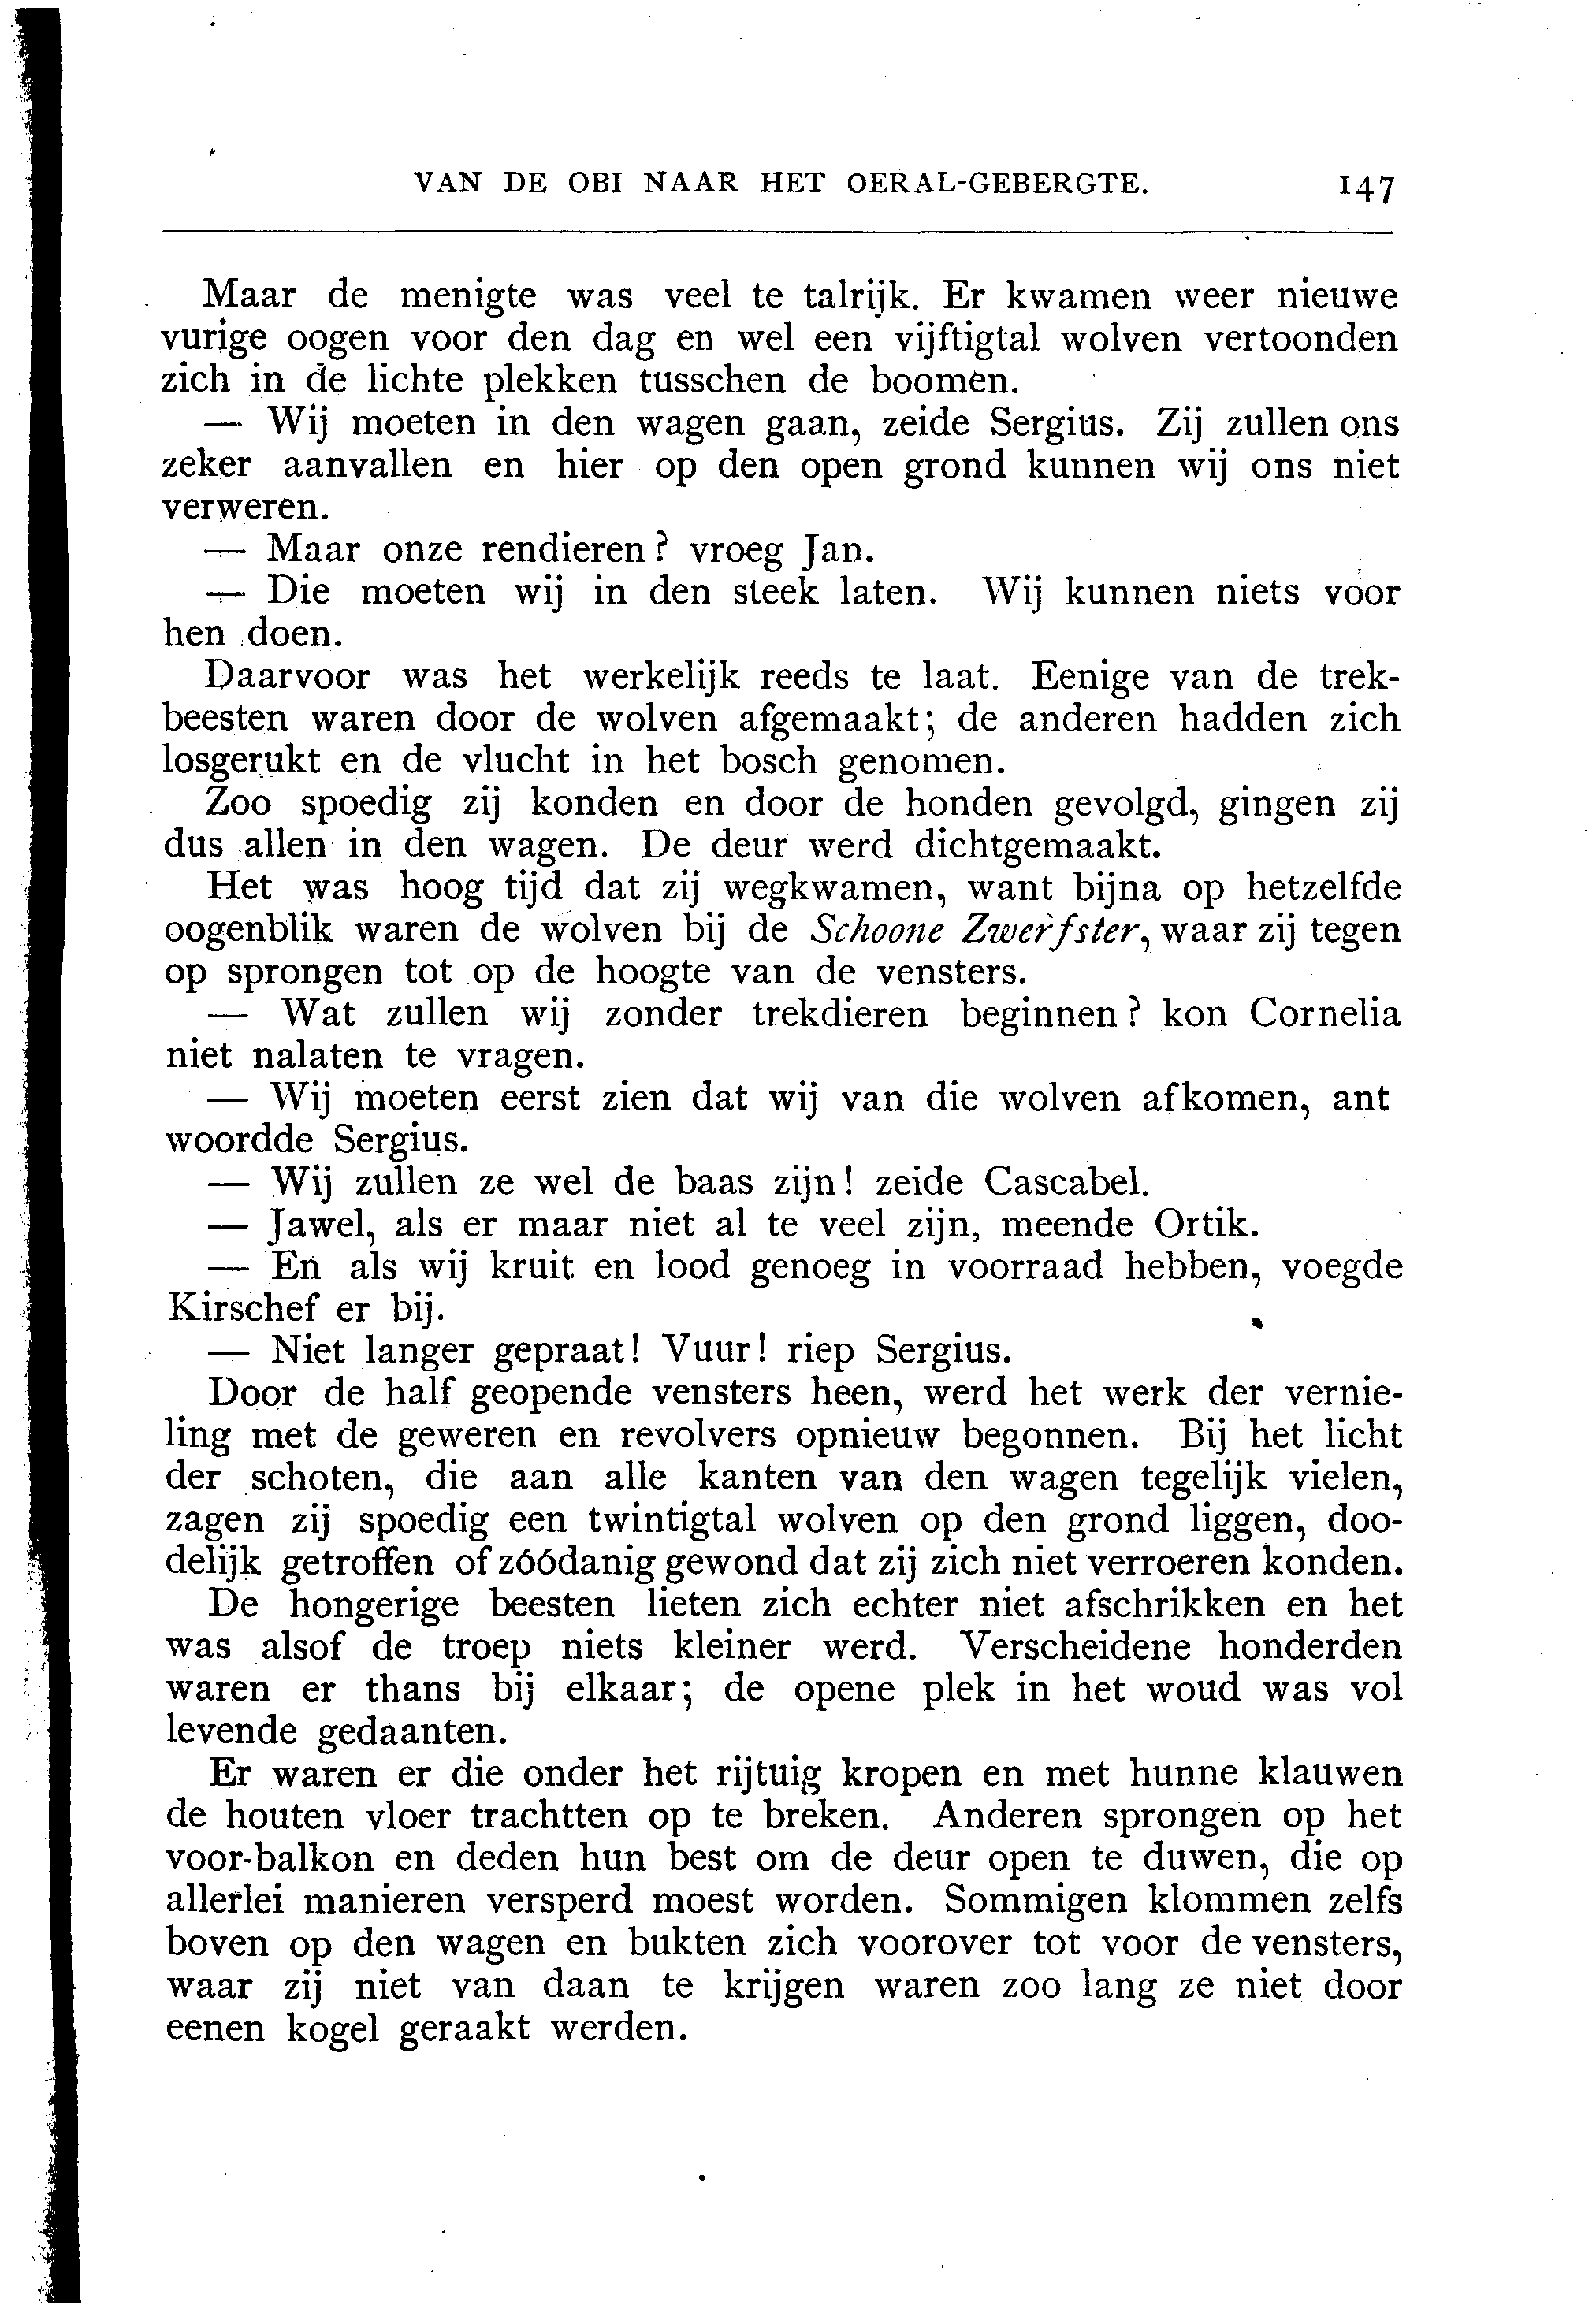 VAN DE OBI NAAR HET OERAL-GEBERGTE. 147
Maar de menigte was veel te talrijk. Er kwamen weer nieuwe
vurige oogen voor den dag en wel een vijftigtal wolven vertoonden
zich in de lichte plekken tusschen de boomen.
— Wij moeten in den wagen gaan, zeide Sergius. Zij zullen ons
zeker aanvallen en hier op den open grond kunnen wij ons niet
verweren.
— Maar onze rendieren? vroeg Jan.
— Die moeten wij in den steek laten. Wij kunnen niets voor
hen doen.
Daarvoor was het werkelijk reeds te laat. Eenige van de trek-
beesten waren door de wolven afgemaakt; de anderen hadden zich
losgerukt en de vlucht in het bosch genomen.
Zoo spoedig zij konden en door de honden gevolgd, gingen zij
dus allen in den wagen. De deur werd dichtgemaakt.
Het was hoog tijd dat zij wegkwamen, want bijna op hetzelfde
oogenblik waren de wolven bij de Schoone Zwerfster, waar zij tegen
op sprongen tot op de hoogte van de vensters.
— Wat zullen wij zonder trekdieren beginnen? kon Cornelia
niet nalaten te vragen.
— Wij moeten eerst zien dat wij van die wolven afkomen, ant
woordde Sergius.
— Wij zullen ze wel de baas zijn! zeide Cascabel.
— Jawel, als er maar niet al te veel zijn, meende Ortik.
— En als wij kruit en lood genoeg in voorraad hebben, voegde
Kirschef er bij.
— Niet langer gepraat! Vuur! riep Sergius.
Door de half geopende vensters heen, werd het werk der vernie-
ling met de geweren en revolvers opnieuw begonnen. Bij het licht
der schoten, die aan alle kanten van den wagen tegelijk vielen,
zagen zij spoedig een twintigtal wolven op den grond liggen, doo-
delijk getroffen of zóódanig gewond dat zij zich niet verroeren konden.
De hongerige beesten lieten zich echter niet afschrikken en het
was alsof de troep niets kleiner werd. Verscheidene honderden
waren er thans bij elkaar; de opene plek in het woud was vol
levende gedaanten.
Er waren er die onder het rijtuig kropen en met hunne klauwen
de houten vloer trachtten op te breken. Anderen sprongen op het
voor-balkon en deden hun best om de deur open te duwen, die op
allerlei manieren versperd moest worden. Sommigen klommen zelfs
boven op den wagen en bukten zich voorover tot voor de vensters,
waar zij niet van daan te krijgen waren zoo lang ze niet door
eenen kogel geraakt werden.